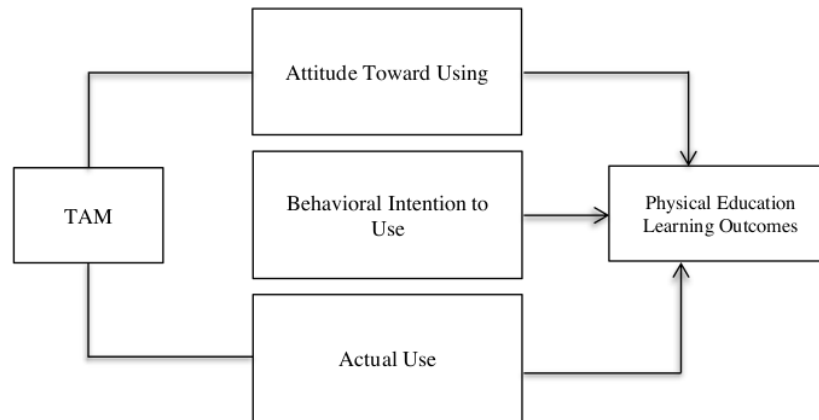 Attitude Toward Using
TAM
Behavioral Intention to
Use
Physical Education
Learning Outcomes
Actual Use